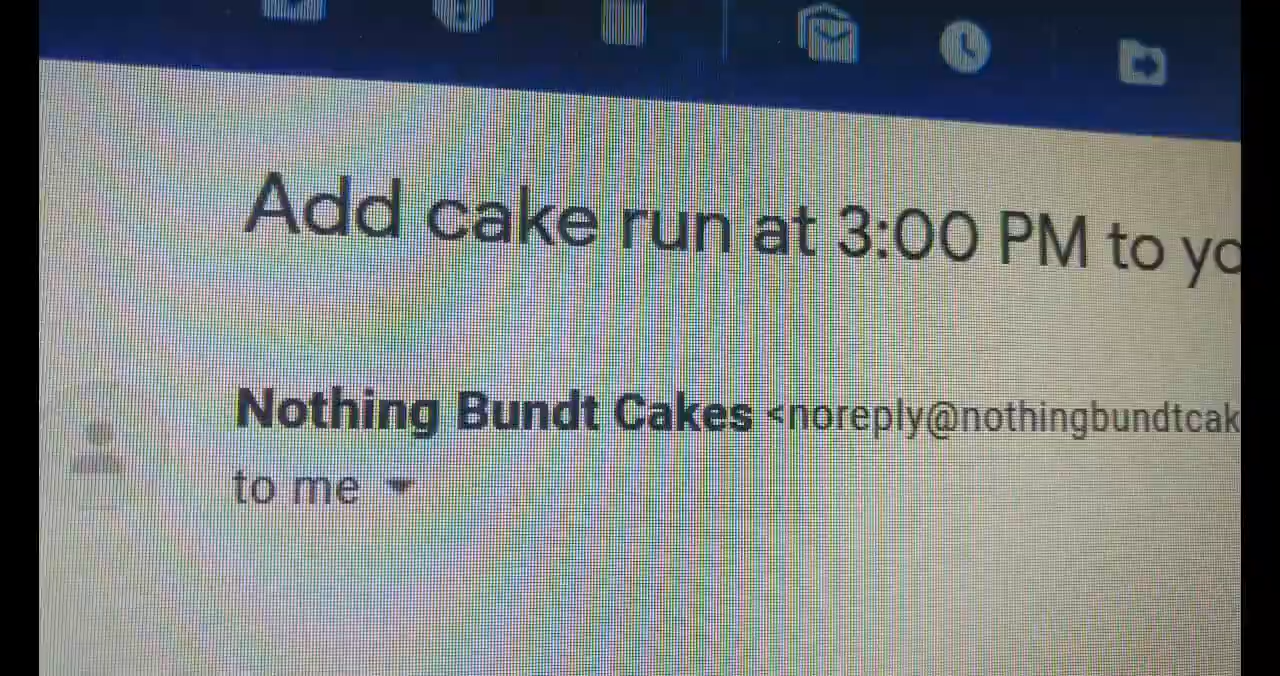 Add cake run at 3:00 PM to yo
Nothing Bundt Cakes <noreply@nothingbundtcak
to me